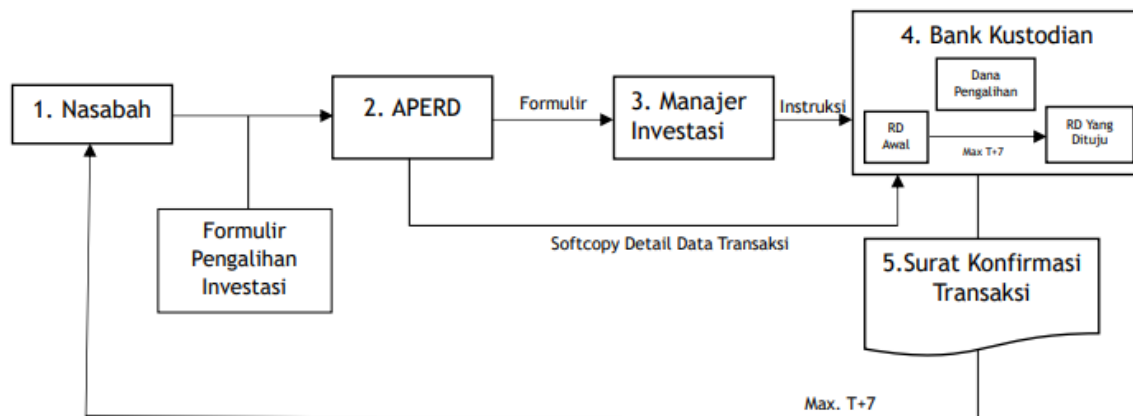 4. Bank Kustodian
Dana
Pengalihan
1. Nasabah
2. APERD
Formulir
3. Manajer
Investasi
Instruksi
RD
Awal
Max T+7
RD Yang
Dituju
Formulir
Pengalihan
Investasi
Softcopy Detail Data Transaksi
5.Surat Konfirmasi
Transaksi
Max. T+7